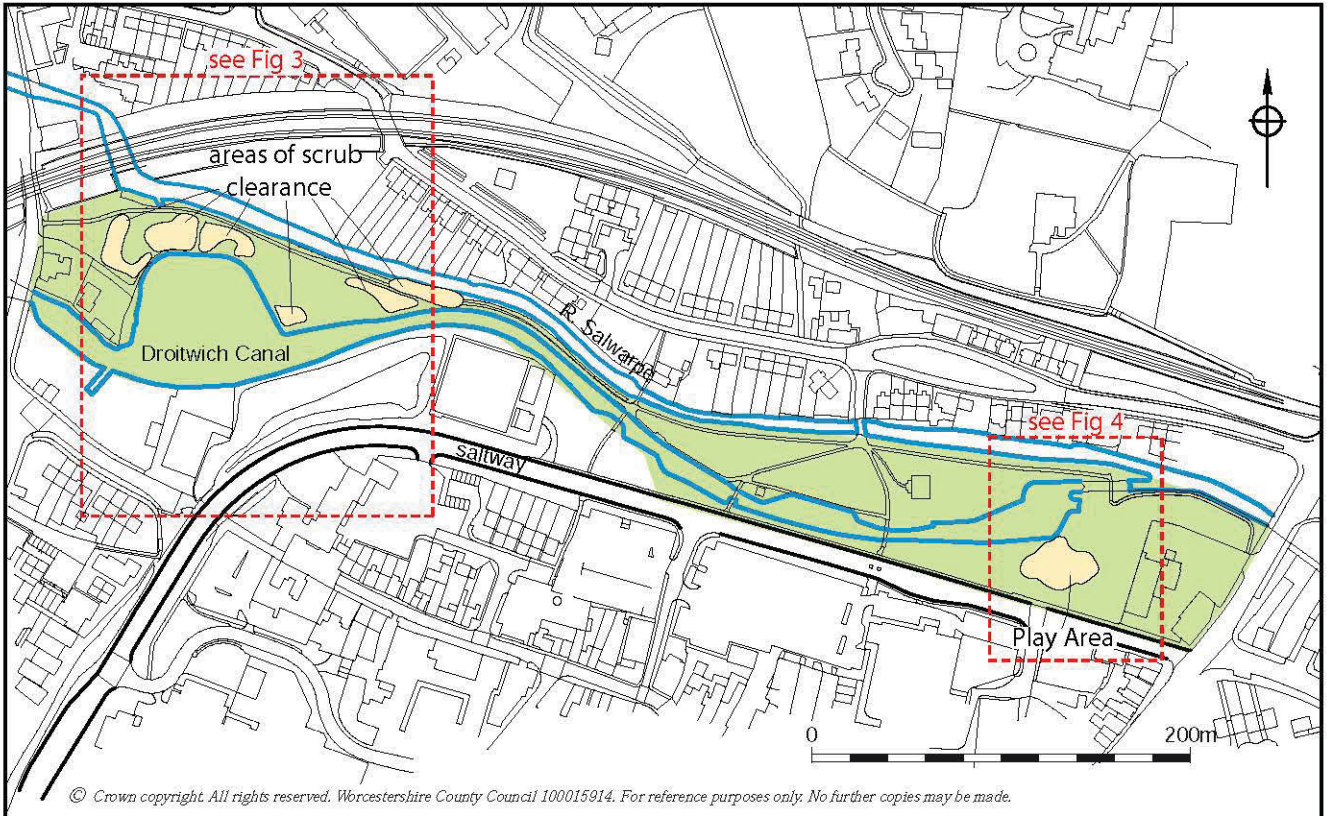 see Fig 3
areas of scrub
clearance
R. Salwarpe
Droitwich Canal
see Fig 4
saltway
Play Area
0 200m
© Crown copyright. All rights reserved. Worcestershire County Council 100015914. For reference purposes only. No further copies may be made.